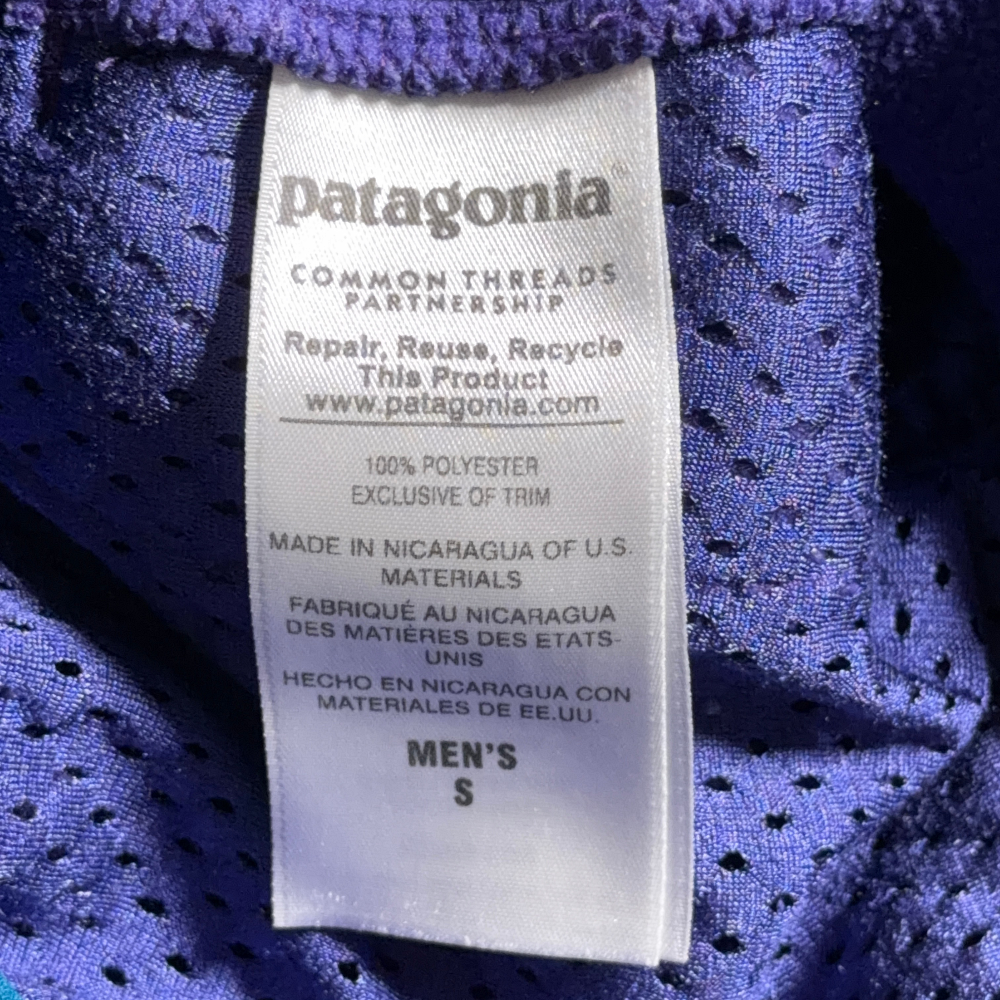 patagonia®
COMMON THREADS
PARTNERSHIP
Repair, Reuse, Recycle
This Product
www.patagonia.com
100% POLYESTER
EXCLUSIVE OF TRIM
MADE IN NICARAGUA OF U.S.
MATERIALS
FABRIQUÉ AU NICARAGUA
DES MATIÈRES DES ETATS-
UNIS
HECHO EN NICARAGUA CON
MATERIALES DE EE.UU.
MEN'S
S